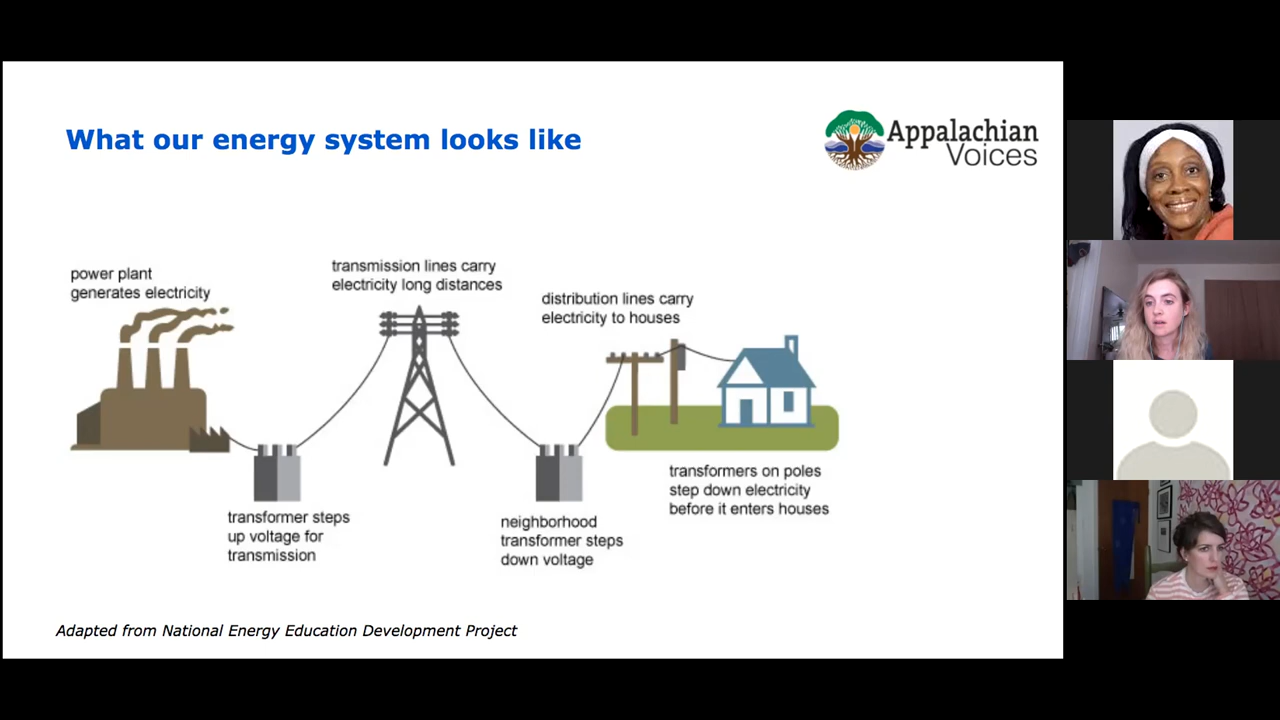 What our energy system looks like
Appalachian
Voices
power plant
generates electricity
transmission lines carry
electricity long distances
distribution lines carry
electricity to houses
transformer steps
up voltage for
transmission
neighborhood
transformer steps
down voltage
transformers on poles
step down electricity
before it enters houses
Adapted from National Energy Education Development Project